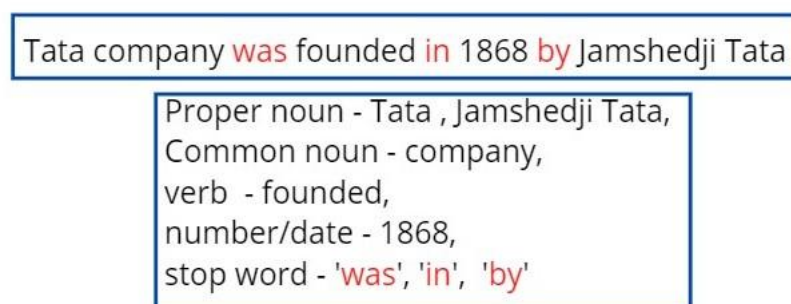 Tata company was founded in 1868 by Jamshedji Tata
Proper noun - Tata , Jamshedji Tata,
Common noun - company,
verb - founded,
number/date - 1868,
stop word - 'was', 'in', 'by'